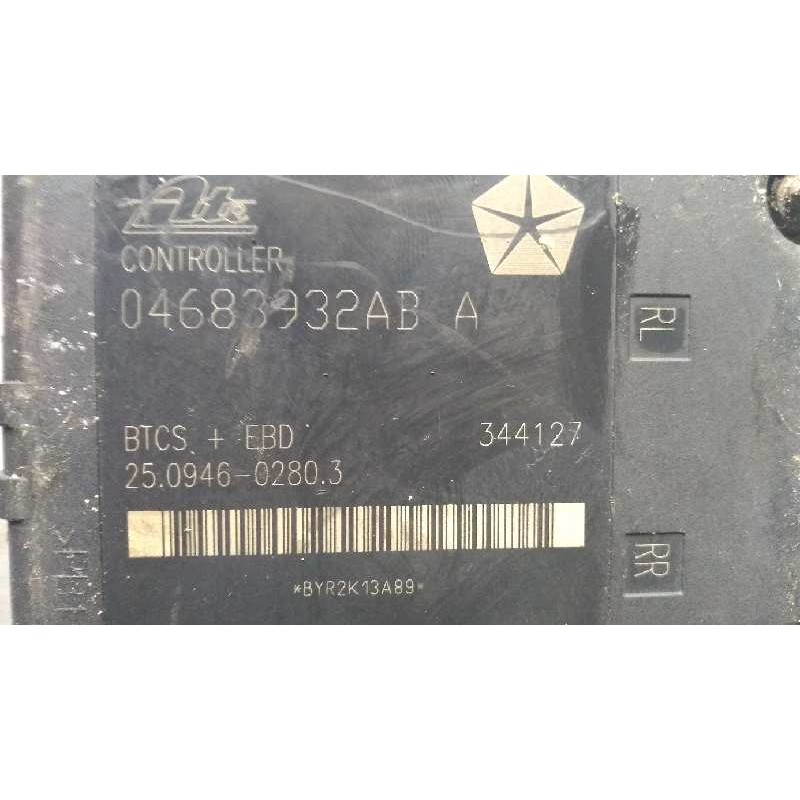 Ate
CONTROLLER
04683932AB A
RL
BTCS + EBD 344127
25.0946-0280.3
RR
*BYR2K13A89*